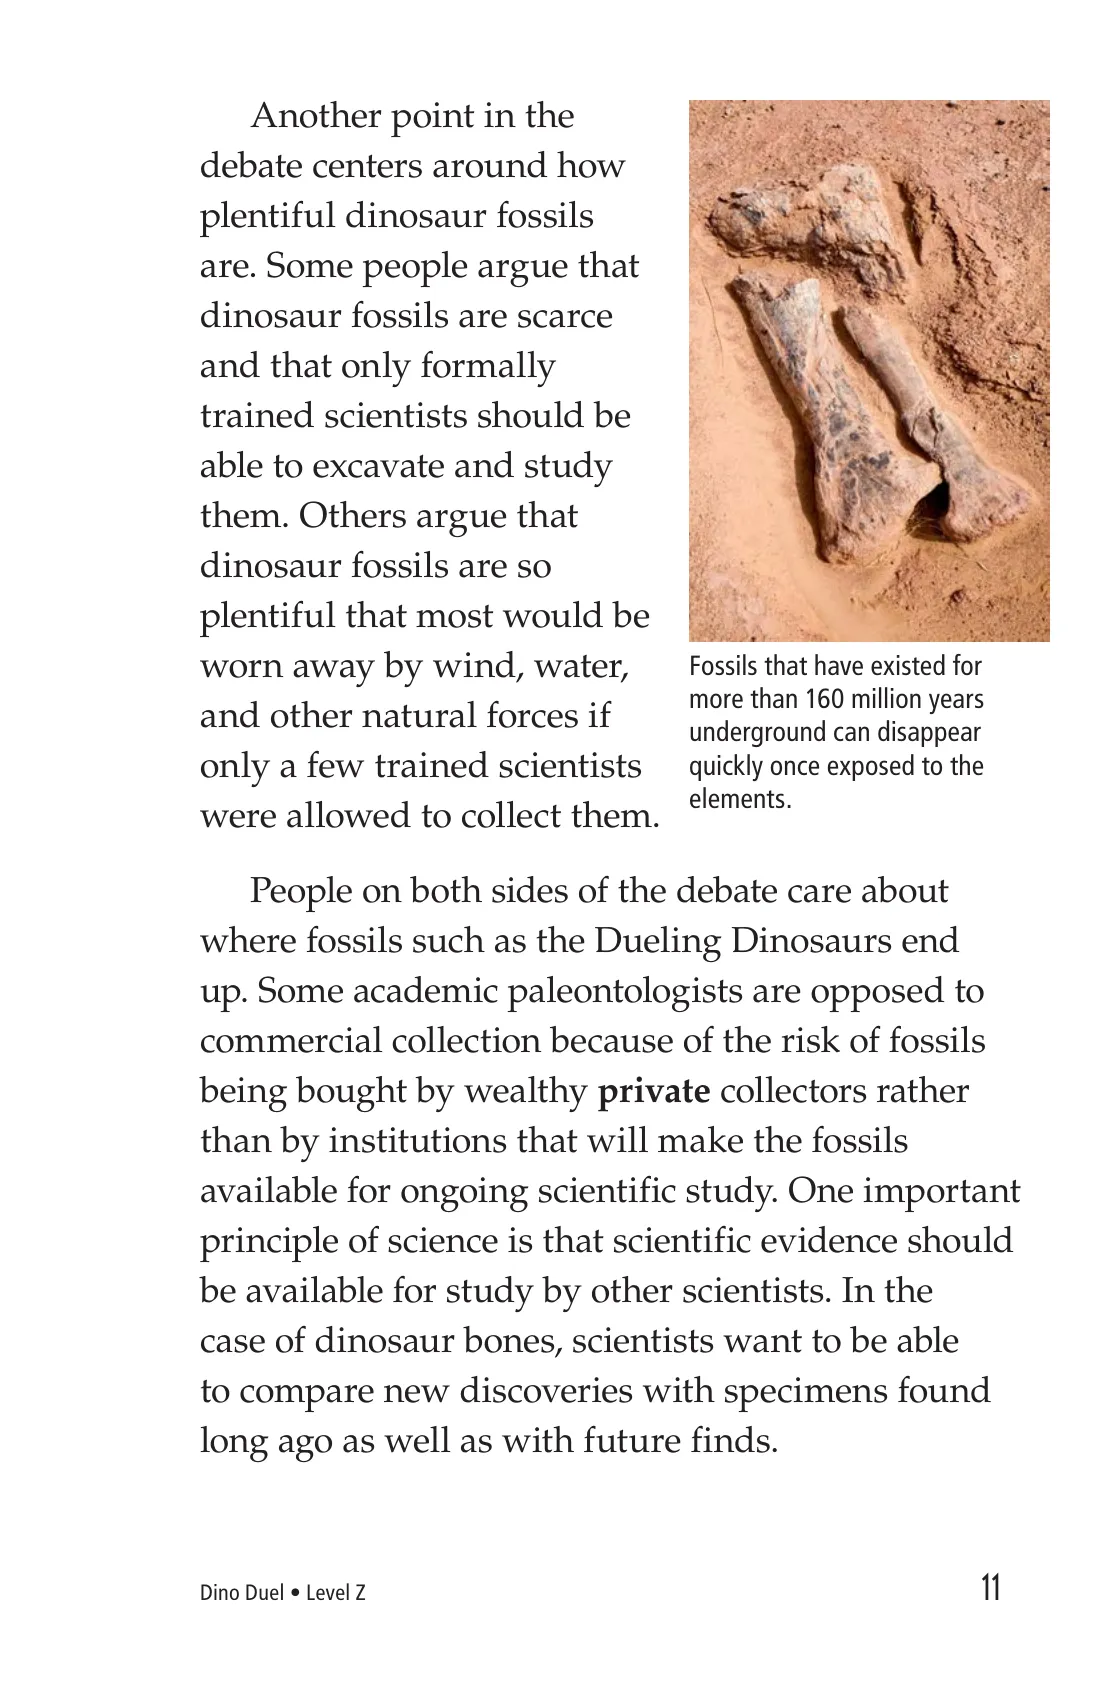 Another point in the
debate centers around how
plentiful dinosaur fossils
are. Some people argue that
dinosaur fossils are scarce
and that only formally
trained scientists should be
able to excavate and study
them. Others argue that
dinosaur fossils are so
plentiful that most would be
worn away by wind, water,
and other natural forces if
only a few trained scientists
were allowed to collect them.
Fossils that have existed for
more than 160 million years
underground can disappear
quickly once exposed to the
elements.
People on both sides of the debate care about
where fossils such as the Dueling Dinosaurs end
up. Some academic paleontologists are opposed to
commercial collection because of the risk of fossils
being bought by wealthy private collectors rather
than by institutions that will make the fossils
available for ongoing scientific study. One important
principle of science is that scientific evidence should
be available for study by other scientists. In the
case of dinosaur bones, scientists want to be able
to compare new discoveries with specimens found
long ago as well as with future finds.
Dino Duel • Level Z
11